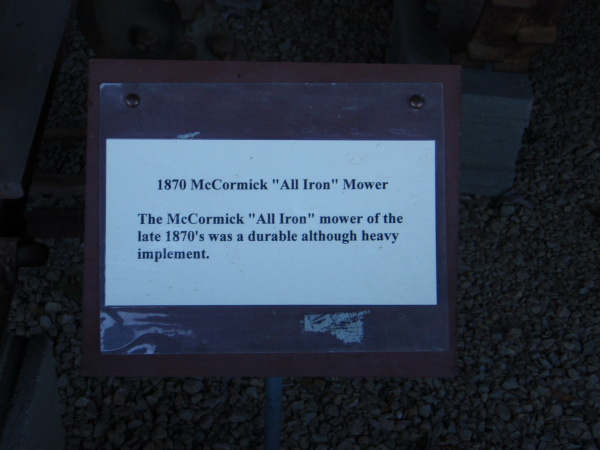 1870 McCormick "All Iron" Mower
The McCormick "All Iron" mower of the
late 1870's was a durable although heavy
implement.